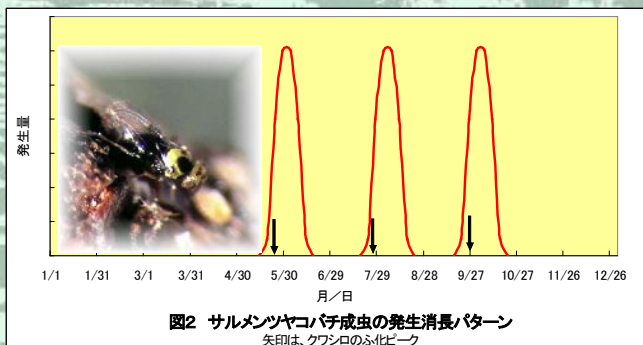 発生量
1/1 1/31 3/1 3/31 4/30 5/30 6/29 7/29 8/28 9/27 10/27 11/26 12/26
月／日
図2 サルメンツヤコバチ成虫の発生消長パターン
矢印は、クワシロのふ化ピーク